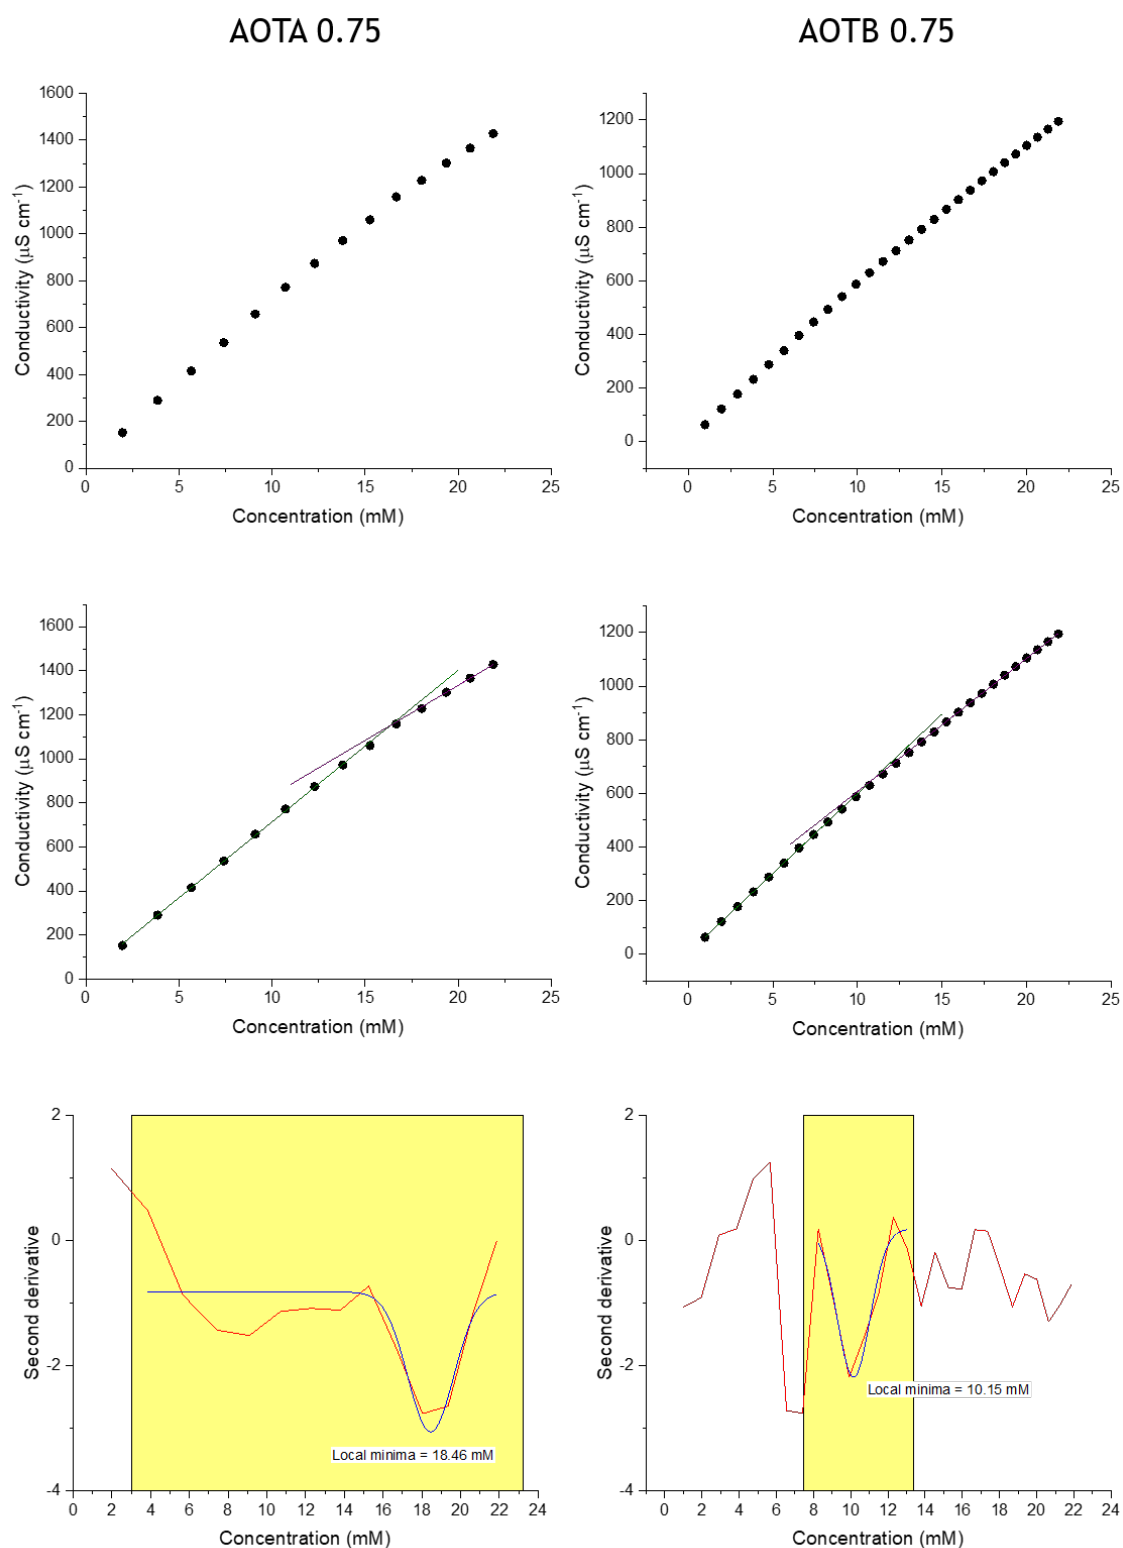 AOTA 0.75
AOTB 0.75
1600
1400
1200
1000
800
600
400
200
0
0 5 10 15 20 25
Conductivity (μS cm⁻¹)
Concentration (mM)
1200
1000
800
600
400
200
0
0 5 10 15 20 25
Conductivity (μS cm⁻¹)
Concentration (mM)
1600
1400
1200
1000
800
600
400
200
0
0 5 10 15 20 25
Conductivity (μS cm⁻¹)
Concentration (mM)
1200
1000
800
600
400
200
0
0 5 10 15 20 25
Conductivity (μS cm⁻¹)
Concentration (mM)
2
0
-2
-4
0 2 4 6 8 10 12 14 16 18 20 22 24
Second derivative
Local minima = 18.46 mM
Concentration (mM)
2
0
-2
-4
0 2 4 6 8 10 12 14 16 18 20 22 24
Second derivative
Local minima = 10.15 mM
Concentration (mM)